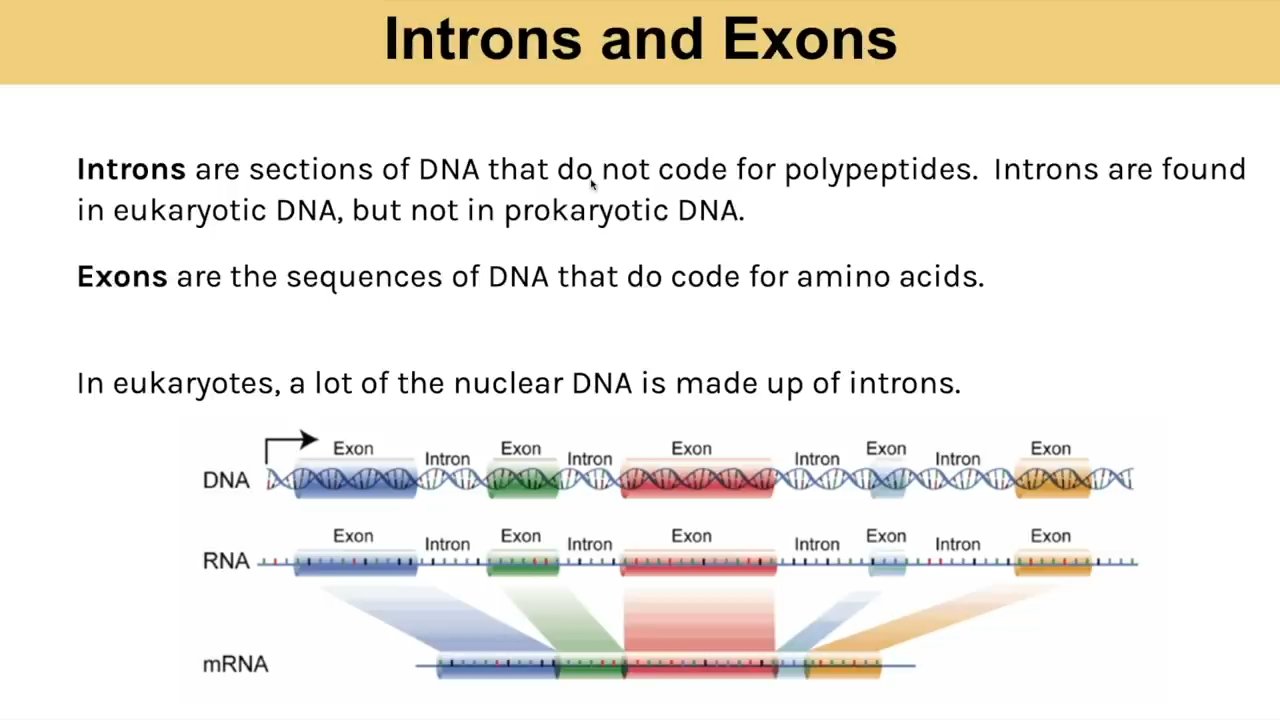 Introns and Exons
Introns are sections of DNA that do not code for polypeptides. Introns are found
in eukaryotic DNA, but not in prokaryotic DNA.
Exons are the sequences of DNA that do code for amino acids.
In eukaryotes, a lot of the nuclear DNA is made up of introns.
Exon Intron Exon Intron Exon Intron Exon Intron Exon
DNA
Exon Intron Exon Intron Exon Intron Exon Intron Exon
RNA
mRNA